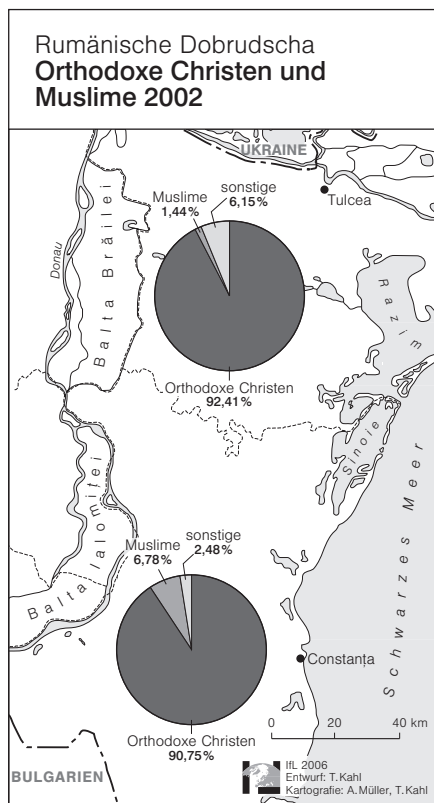 Rumänische Dobrudscha
Orthodoxe Christen und
Muslime 2002
UKRAINE
Tulcea
Muslime
1,44%
sonstige
6,15%
Donau
Balta Brăilei
Razim
Orthodoxe Christen
92,41%
Sinoie
Schwarzes Meer
Balta Ialomiței
Muslime
6,78%
sonstige
2,48%
Constanța
Orthodoxe Christen
90,75%
0 20 40 km
BULGARIEN
IfL 2006
Entwurf: T.Kahl
Kartografie: A.Müller, T.Kahl